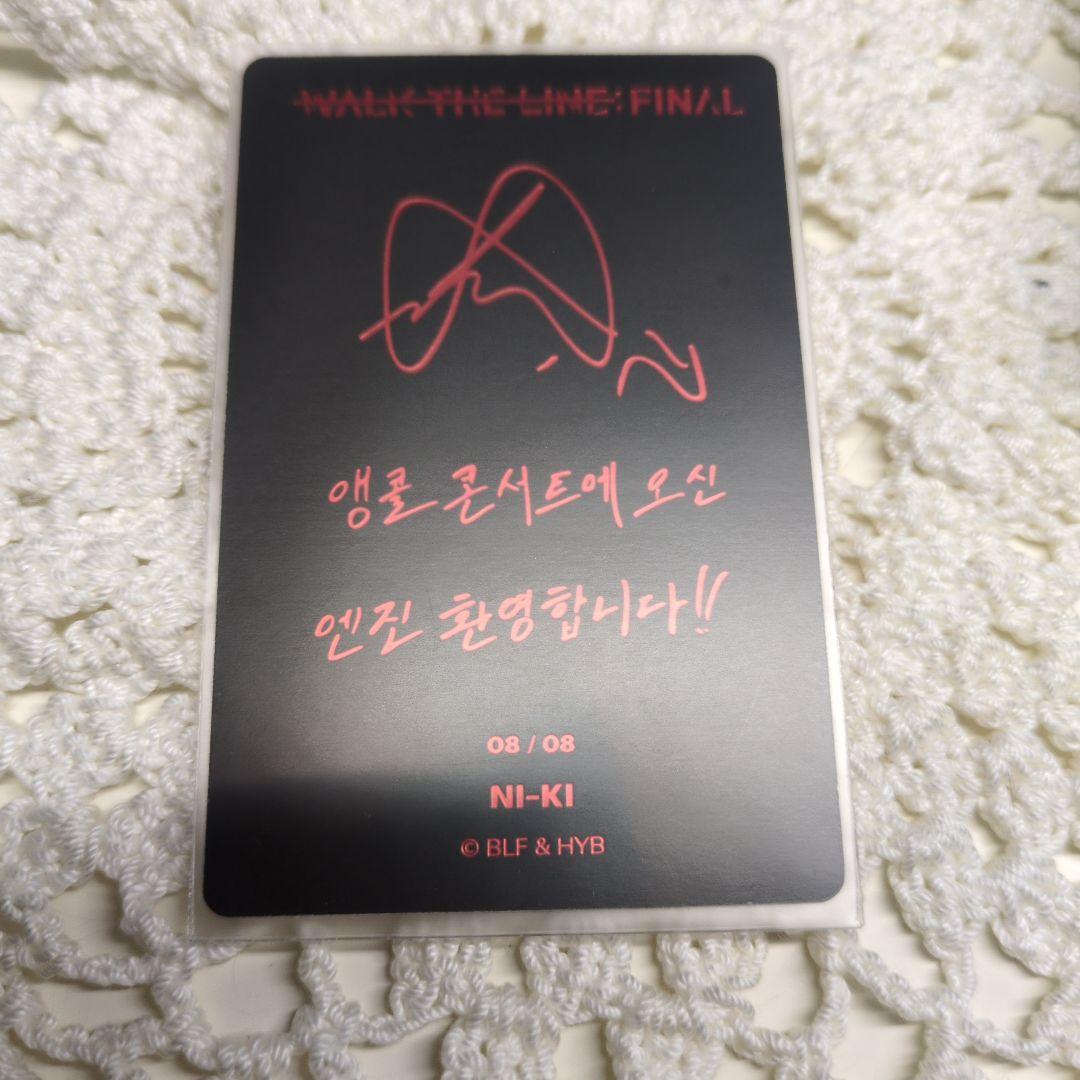 WALK THE LINE: FINAL
앵콜 콘서트에 오신
엔진 환영합니다!!
08 / 08
NI-KI
© BLF & HYB